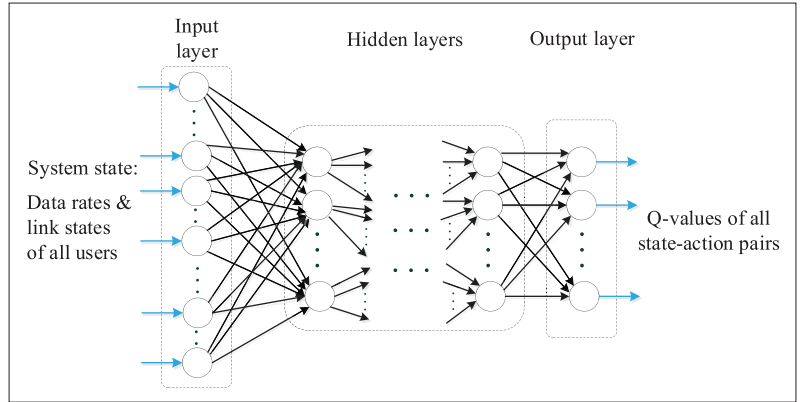 Input
layer
Hidden layers
Output layer
System state:
Data rates &
link states
of all users
Q-values of all
state-action pairs